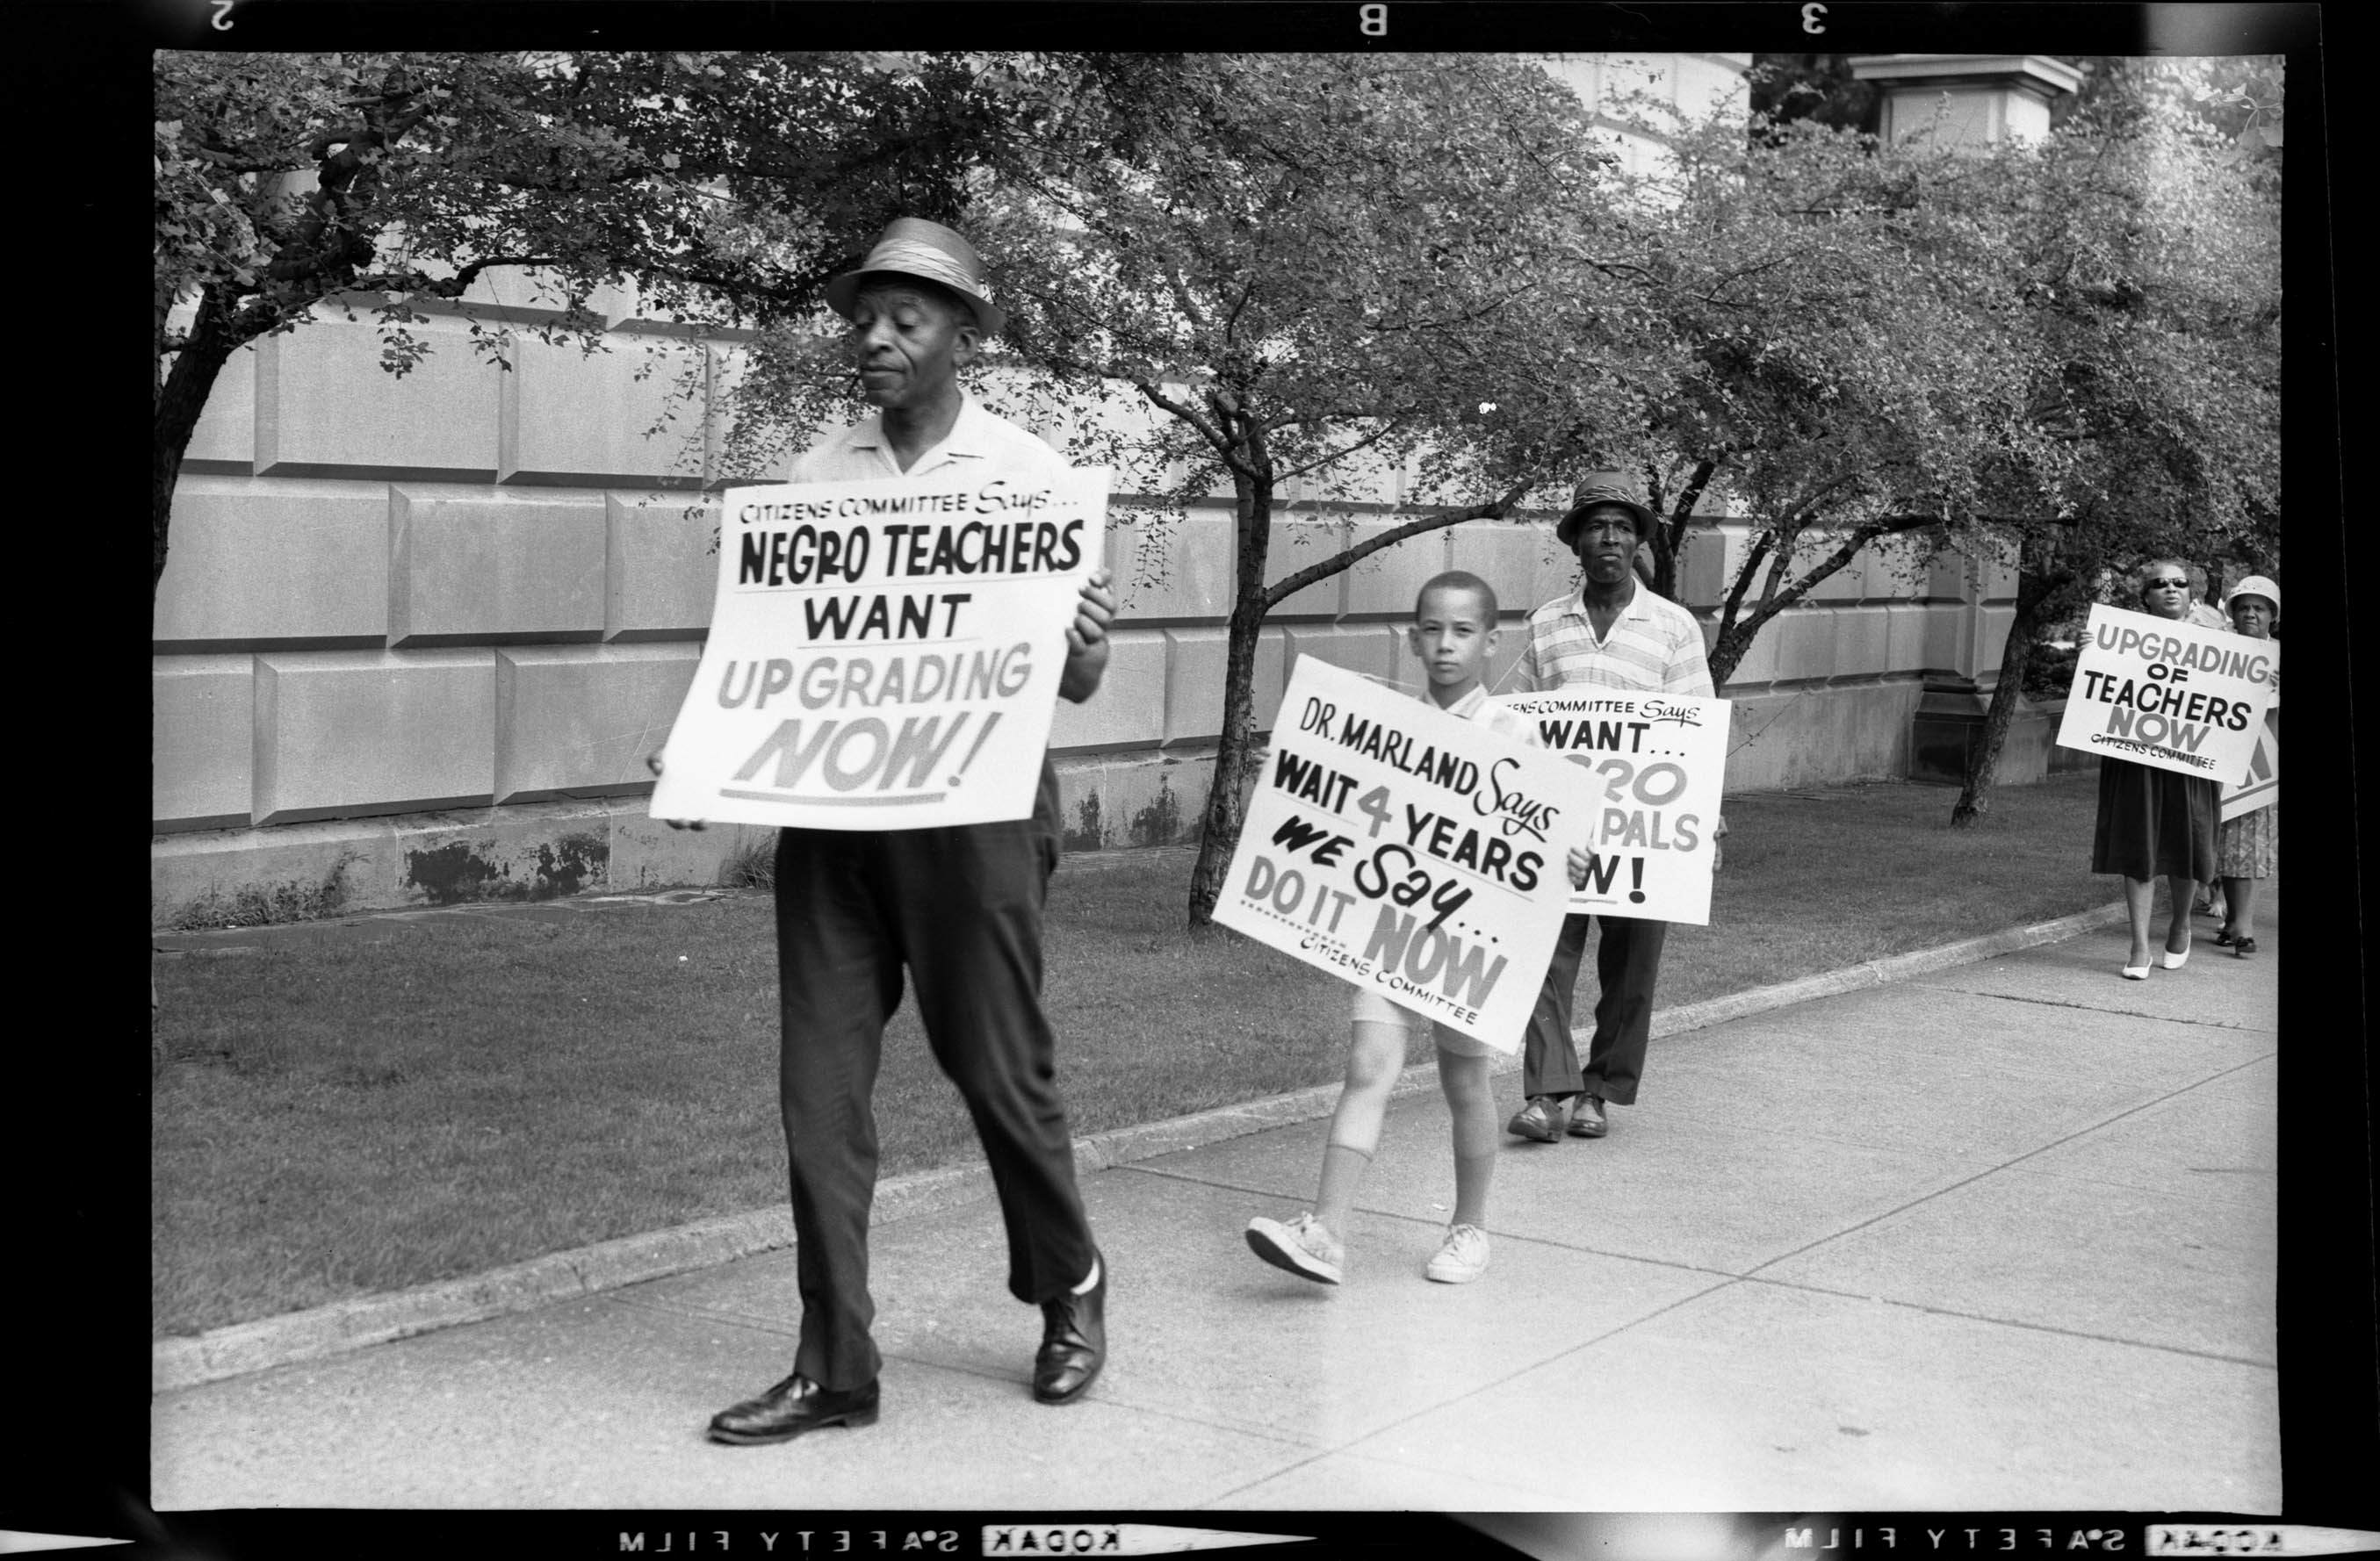 2
B
3
CITIZENS COMMITTEE Says...
NEGRO TEACHERS
WANT
UPGRADING
NOW!
DR. MARLAND Says
WAIT 4 YEARS
WE Say...
DO IT NOW
CITIZENS COMMITTEE
COMMITTEE Says
WANT...
!
UPGRADING
OF
TEACHERS
NOW
CITIZENS COMMITTEE
KODAK SAFETY FILM
KODAK SAFETY FILM